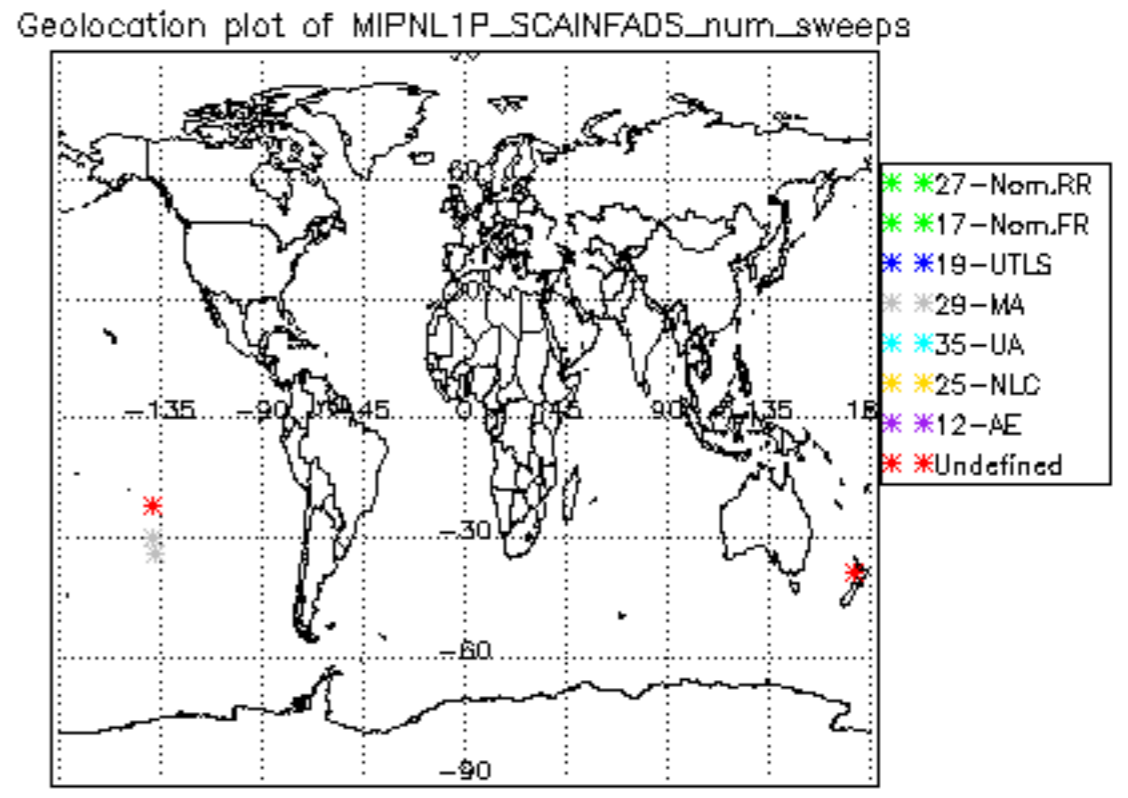 Geolocation plot of MIPNL1P_SCAINFADS_num_sweeps
60
27-Nom.RR
17-Nom.FR
19-UTLS
29-MA
35-UA
25-NLC
12-AE
Undefined
-135 -90 -45 0 45 90 135
-30
-60
-90